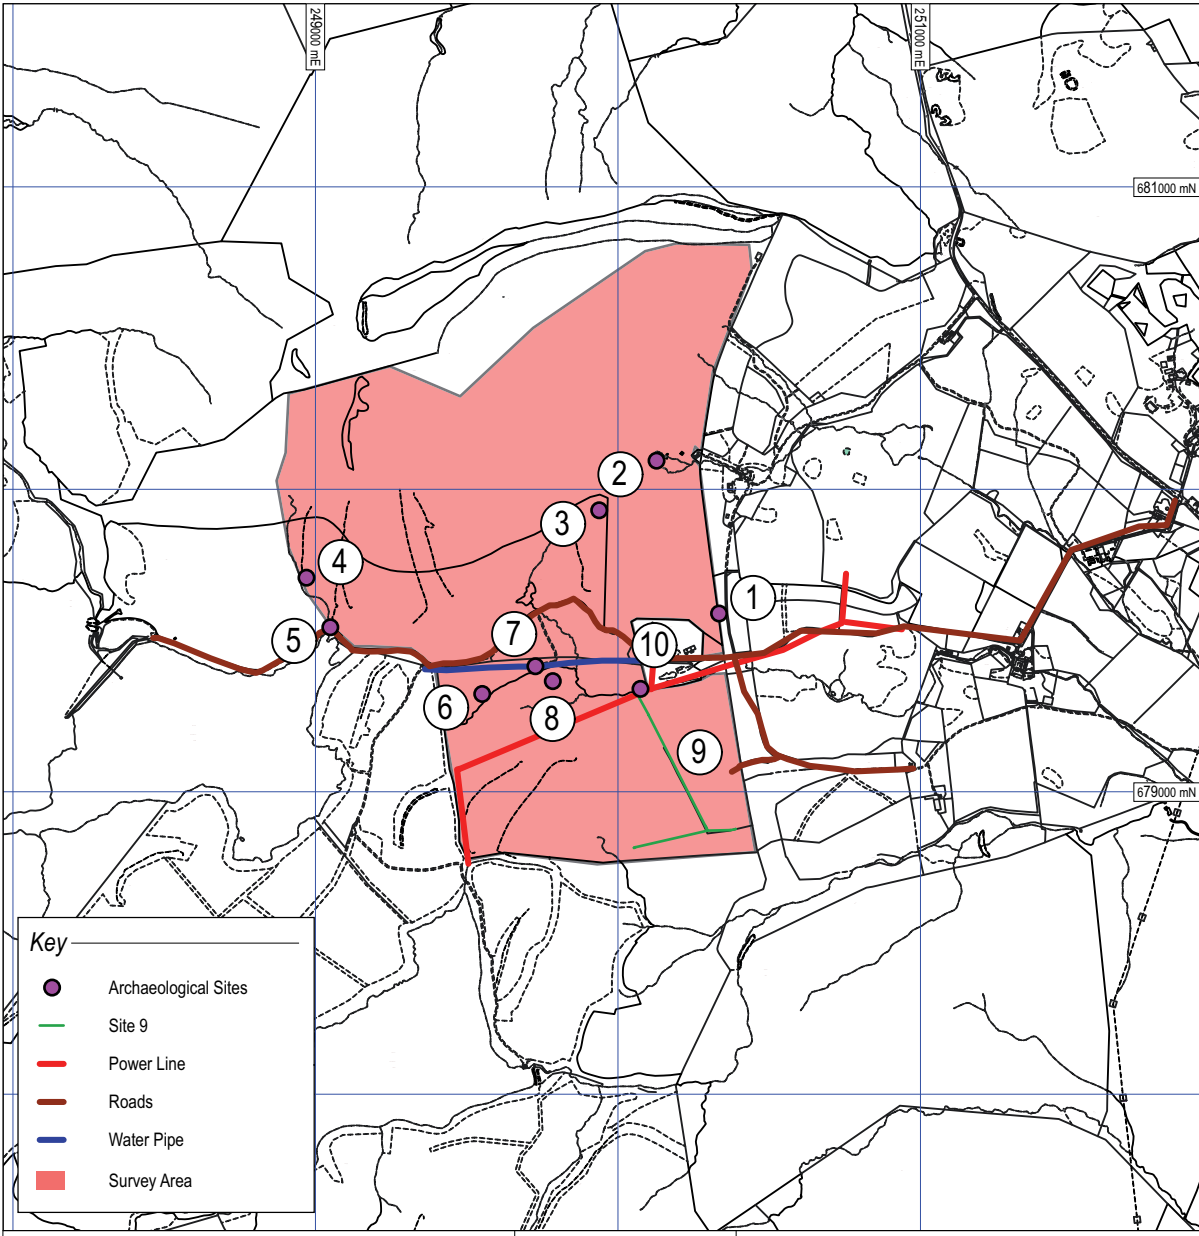 249000 mE
251000 mE
681000 mN
2
3
4
1
5
7
10
6
8
9
679000 mN
Key
Archaeological Sites
Site 9
Power Line
Roads
Water Pipe
Survey Area